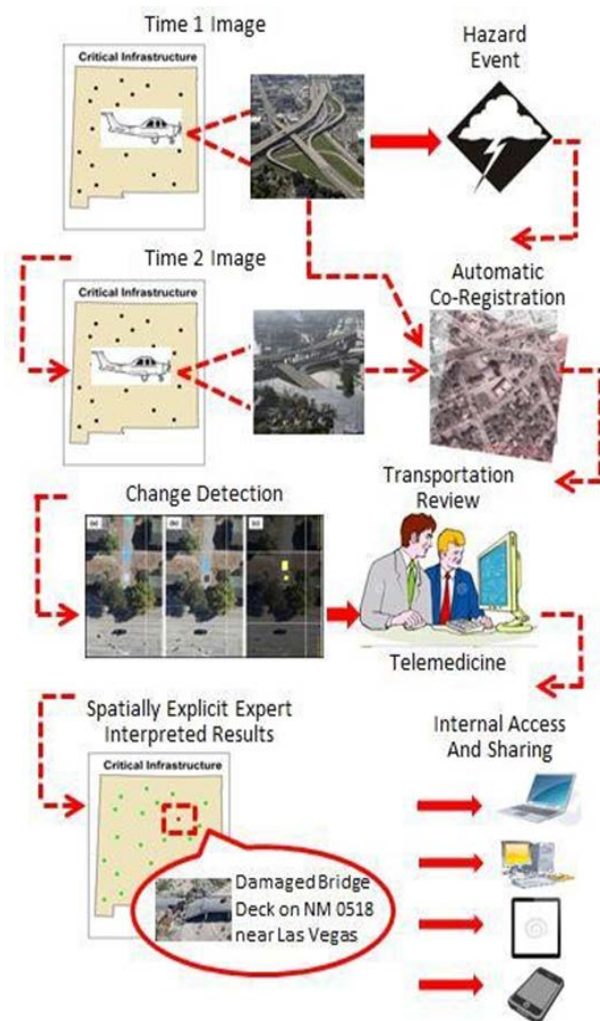 Time 1 Image
Critical Infrastructure
Hazard
Event
Time 2 Image
Critical Infrastructure
Automatic
Co-Registration
Change Detection
(a)
(b)
(c)
Transportation
Review
Telemedicine
Spatially Explicit Expert
Interpreted Results
Critical Infrastructure
Damaged Bridge
Deck on NM 0518
near Las Vegas
Internal Access
And Sharing